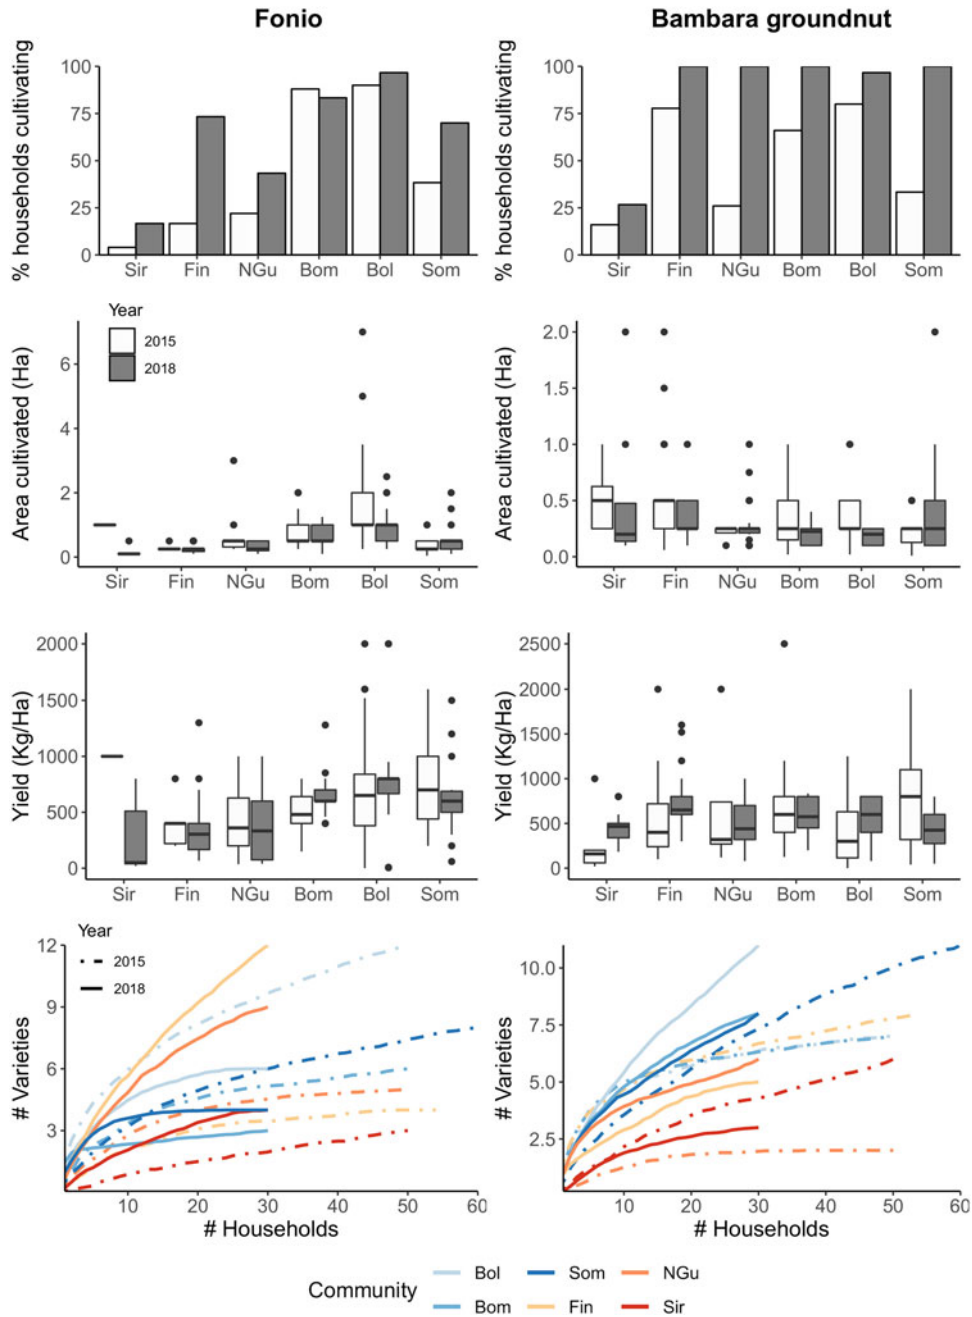 Fonio
Bambara groundnut
% households cultivating
100
75
50
25
0
Sir Fin NGu Bom Bol Som
% households cultivating
100
75
50
25
0
Sir Fin NGu Bom Bol Som
Area cultivated (Ha)
Year
2015
2018
6
4
2
0
Sir Fin NGu Bom Bol Som
Area cultivated (Ha)
2.0
1.5
1.0
0.5
0.0
Sir Fin NGu Bom Bol Som
Yield (Kg/Ha)
2000
1500
1000
500
0
Sir Fin NGu Bom Bol Som
Yield (Kg/Ha)
2500
2000
1500
1000
500
0
Sir Fin NGu Bom Bol Som
# Varieties
Year
2015
2018
12
9
6
3
10 20 30 40 50 60
# Households
# Varieties
10.0
7.5
5.0
2.5
10 20 30 40 50 60
# Households
Community
Bol Som NGu
Bom Fin Sir